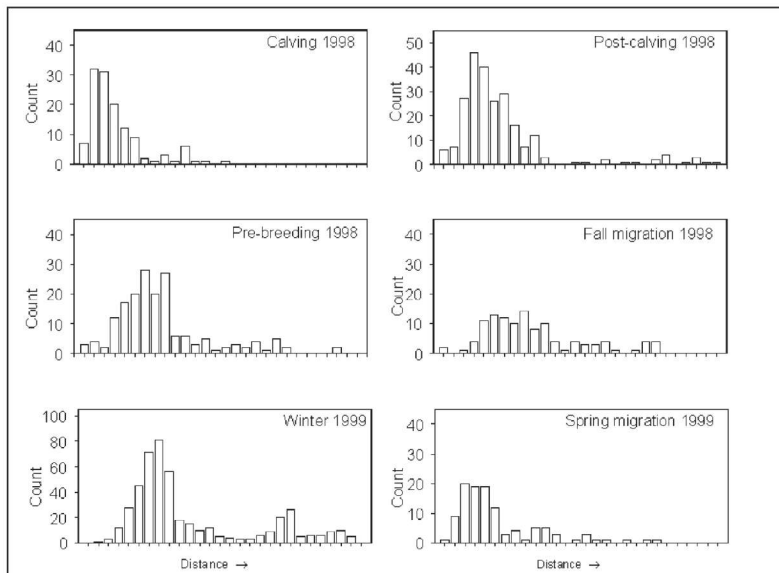 Calving 1998
Count
40
30
20
10
0
Post-calving 1998
Count
50
40
30
20
10
0
Pre-breeding 1998
Count
40
30
20
10
0
Fall migration 1998
Count
40
30
20
10
0
Winter 1999
Count
100
80
60
40
20
0
Distance →
Spring migration 1999
Count
40
30
20
10
0
Distance →